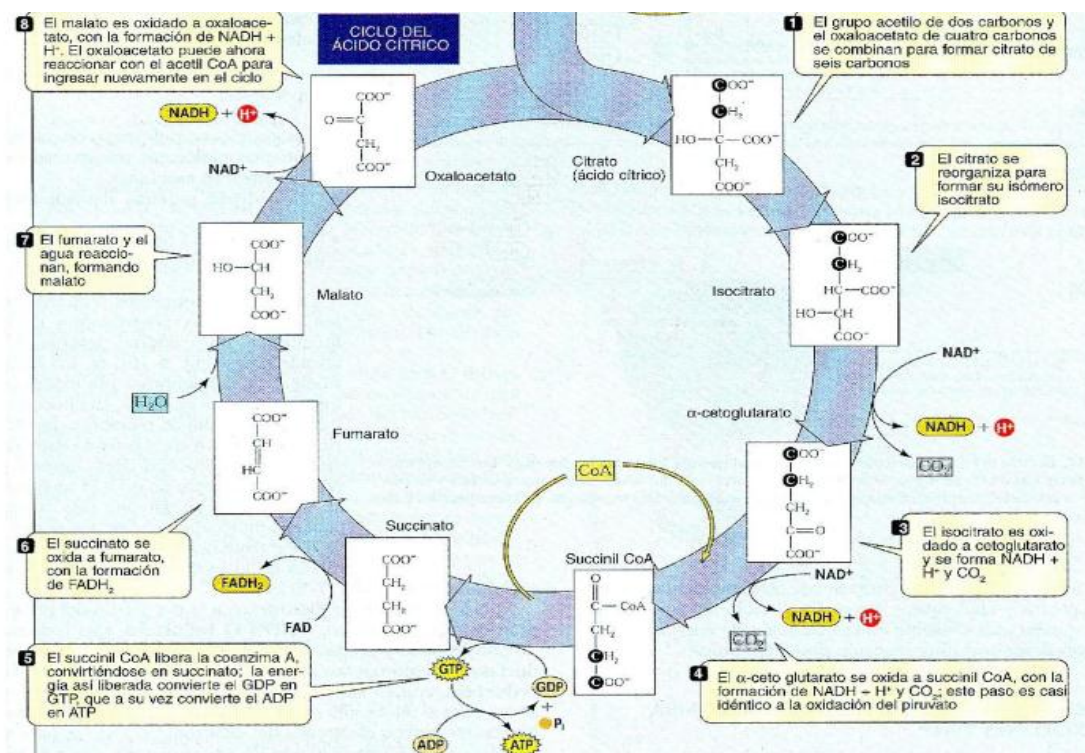 CICLO DEL
ÁCIDO CÍTRICO
8 El malato es oxidado a oxaloace-
tato, con la formación de NADH +
H⁺. El oxaloacetato puede ahora
reaccionar con el acetil CoA para
ingresar nuevamente en el ciclo
1 El grupo acetilo de dos carbonos y
el oxaloacetato de cuatro carbonos
se combinan para formar citrato de
seis carbonos
COO⁻
CH₂
HO—C—COO⁻
CH₂
COO⁻
Citrato
(ácido cítrico)
2 El citrato se
reorganiza para
formar su isómero
isocitrato
COO⁻
CH₂
HC—COO⁻
HO—CH
COO⁻
Isocitrato
NAD⁺
NADH + H⁺
CO₂
α-cetoglutarato
COO⁻
CH₂
CH₂
C=O
COO⁻
3 El isocitrato es oxi-
dado a cetoglutarato
y se forma NADH +
H⁺ y CO₂
NAD⁺
NADH + H⁺
CO₂
4 El α-ceto glutarato se oxida a succinil CoA, con la
formación de NADH + H⁺ y CO₂; este paso es casi
idéntico a la oxidación del piruvato
CoA
Succinil CoA
O
C—CoA
CH₂
CH₂
COO⁻
GDP
+
Pᵢ
GTP
ADP
ATP
5 El succinil CoA libera la coenzima A,
convirtiéndose en succinato; la ener-
gía así liberada convierte el GDP en
GTP, que a su vez convierte el ADP
en ATP
Succinato
COO⁻
CH₂
CH₂
COO⁻
FAD
FADH₂
6 El succinato se
oxida a fumarato,
con la formación
de FADH₂
Fumarato
COO⁻
CH
HC
COO⁻
H₂O
7 El fumarato y el
agua reaccio-
nan, formando
malato
COO⁻
HO—CH
CH₂
COO⁻
Malato
NAD⁺
NADH + H⁺
COO⁻
O=C
CH₂
COO⁻
Oxaloacetato